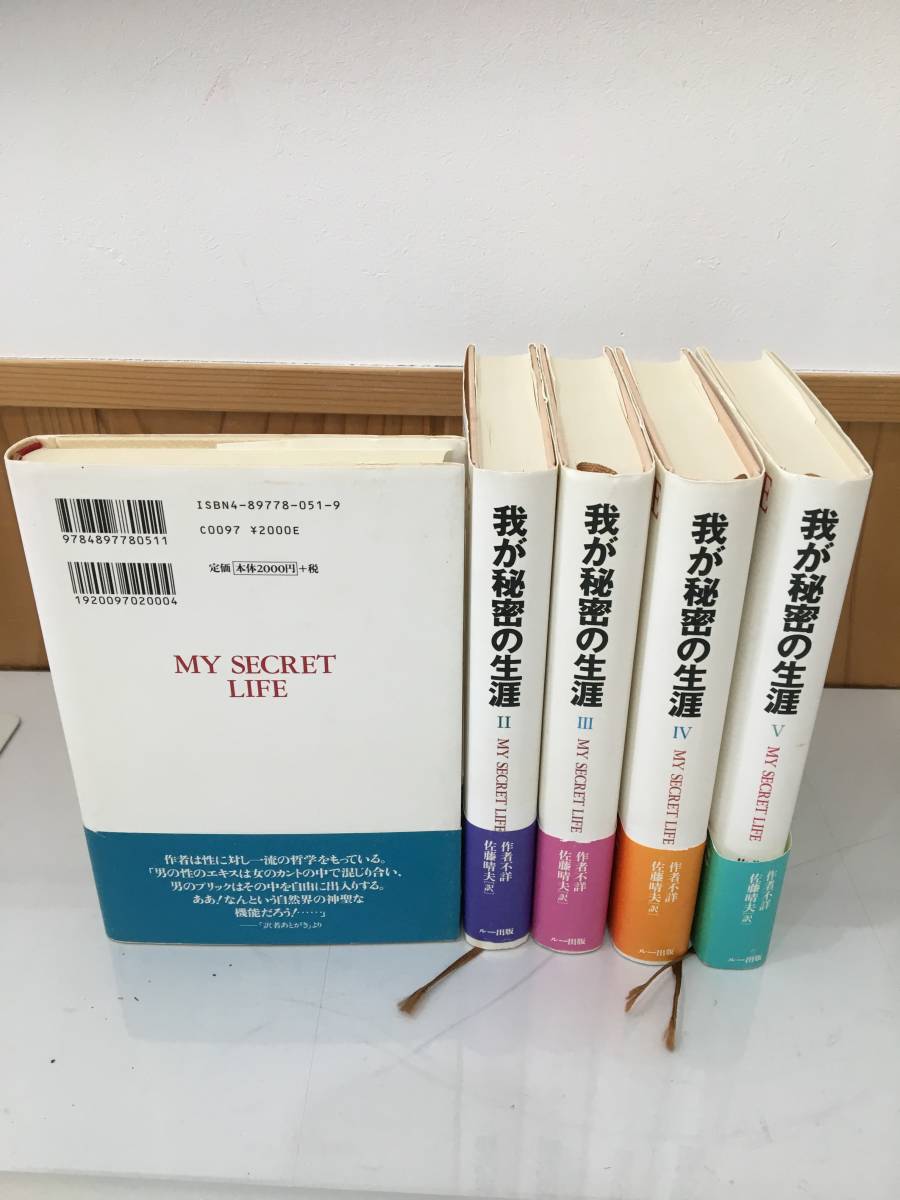 ISBN4-89778-051-9
C0097 ¥2000E
9784897780511
定価 本体2000円+税
1920097020004
MY SECRET
LIFE
作者は性に対し一流の哲学をもっている。
「男の性のエキスは女のカントの中で混じり合い、
男のプリックはその中を自由に出入りする。
ああ!なんという自然界の神聖な
機能だろう!……」
——「訳者あとがき」より
我が秘密の生涯
II
MY SECRET LIFE
作者不詳
佐藤晴夫「訳」
ルー出版
我が秘密の生涯
III
MY SECRET LIFE
作者不詳
佐藤晴夫「訳」
ルー出版
我が秘密の生涯
IV
MY SECRET LIFE
作者不詳
佐藤晴夫「訳」
ルー出版
我が秘密の生涯
V
MY SECRET LIFE
作者不詳
佐藤晴夫「訳」
ルー出版